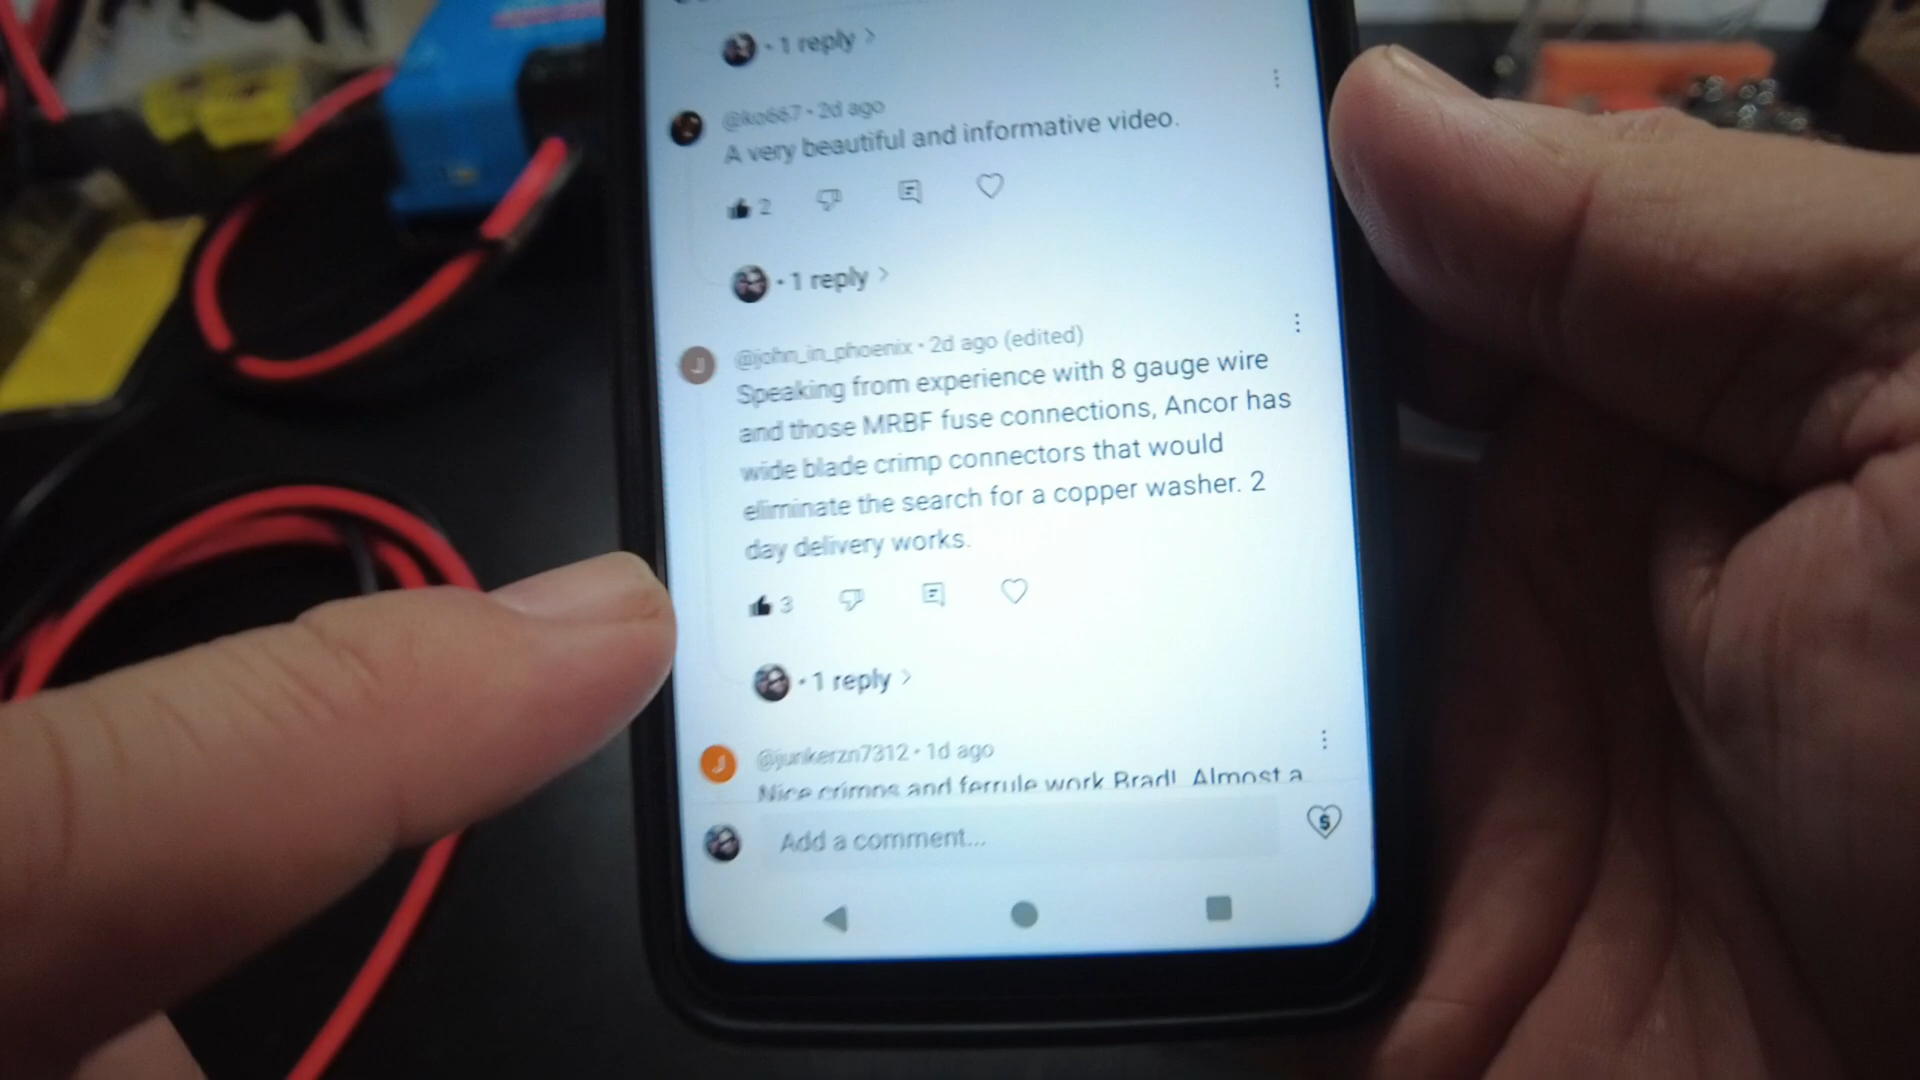 • 1 reply >
@ko667 • 2d ago
A very beautiful and informative video.
2
• 1 reply >
J
@john_in_phoenix • 2d ago (edited)
Speaking from experience with 8 gauge wire
and those MRBF fuse connections, Ancor has
wide blade crimp connectors that would
eliminate the search for a copper washer. 2
day delivery works.
3
• 1 reply >
J
@junkerzn7312 • 1d ago
Nice crimps and ferrule work Brad! Almost a
Add a comment...
$